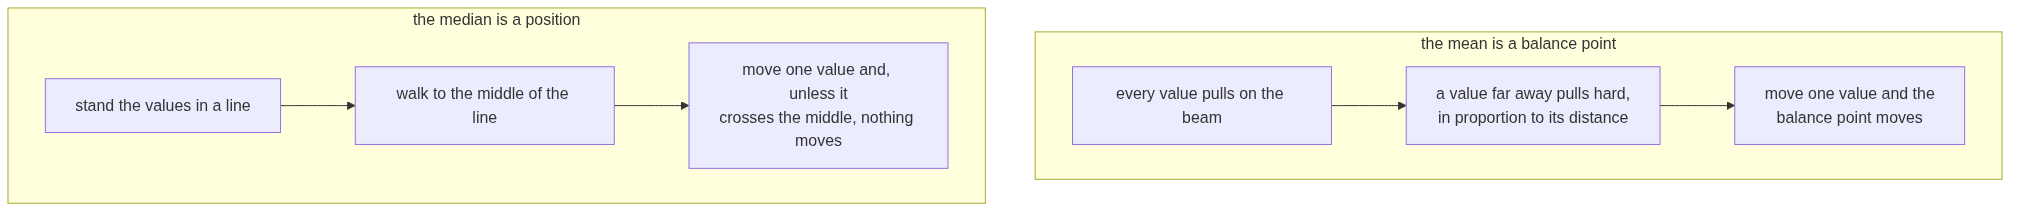 the median is a position
stand the values in a line
walk to the middle of the
line
move one value and,
unless it
crosses the middle, nothing
moves
the mean is a balance point
every value pulls on the
beam
a value far away pulls hard,
in proportion to its distance
move one value and the
balance point moves